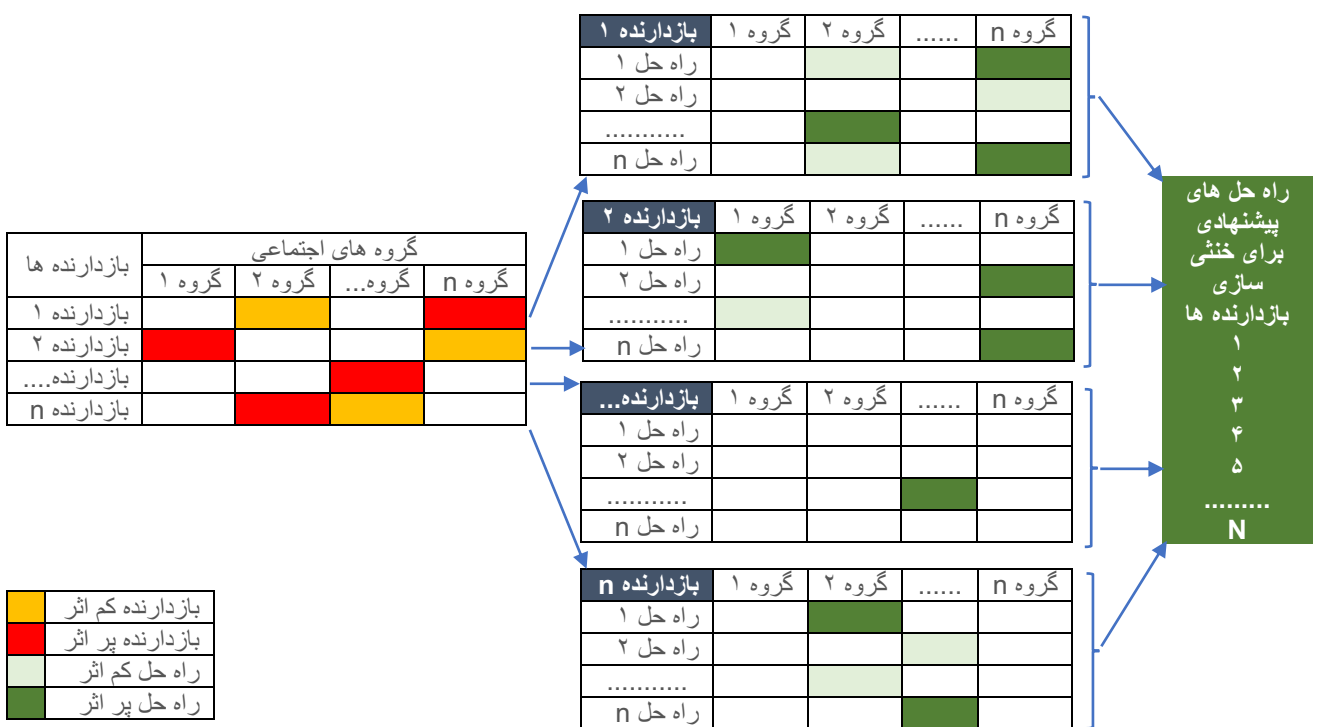 بازدارنده ها
گروه های اجتماعی
گروه ۱ گروه ۲ گروه... گروه n
بازدارنده ۱
بازدارنده ۲
بازدارنده....
بازدارنده n
بازدارنده ۱ گروه ۱ گروه ۲ ...... گروه n
راه حل ۱
راه حل ۲
...........
راه حل n
بازدارنده ۲ گروه ۱ گروه ۲ ...... گروه n
راه حل ۱
راه حل ۲
...........
راه حل n
بازدارنده... گروه ۱ گروه ۲ ...... گروه n
راه حل ۱
راه حل ۲
...........
راه حل n
بازدارنده n گروه ۱ گروه ۲ ...... گروه n
راه حل ۱
راه حل ۲
...........
راه حل n
راه حل های
پیشنهادی
برای خنثی
سازی
بازدارنده ها
۱
۲
۳
۴
۵
.........
N
بازدارنده کم اثر
بازدارنده پر اثر
راه حل کم اثر
راه حل پر اثر